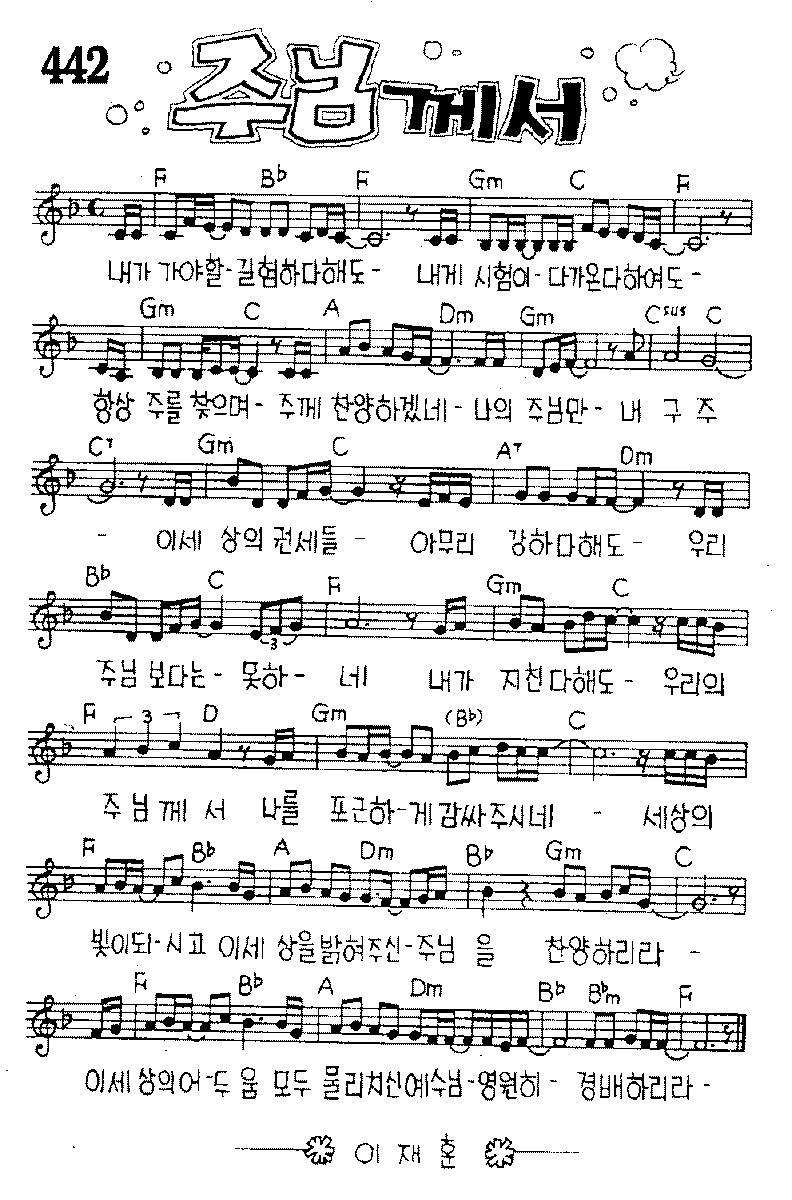 442
주님께서
F Bb F Gm C F
내가 가야할-길험하다해도- 내게 시험이-다가온다하여도-
Gm C A Dm Gm Csus C
항상 주를 찾으며- 주께 찬양하겠네-나의 주님만- 내 구 주
C7 Gm C A7 Dm
- 이세 상의 권세들- 아무리 강하다해도- 우리
Bb C F Gm C
주님 보다는- 못하- 네 내가 지친다해도- 우리의
F 3 D Gm (Bb) C
주 님 께 서 나를 포근하-게감싸주시네 - 세상의
F Bb A Dm Bb Gm C
빛이되-시고 이세 상을밝혀주신-주님 을 찬양하리라 -
F Bb A Dm Bb Bbm F
이세상의어-두 움 모두 물리치신예수님-영원히- 경배하리라-
이 재 훈